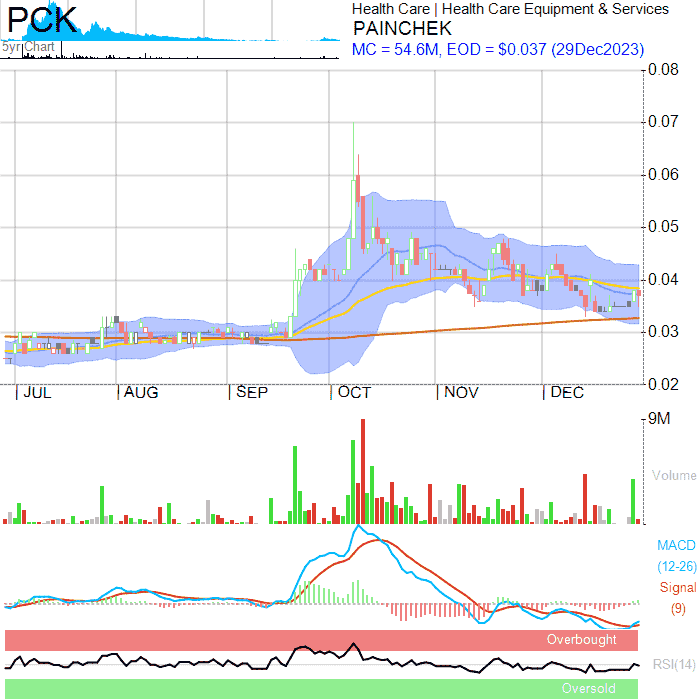 PCK
5yr Chart
Health Care | Health Care Equipment & Services
PAINCHEK
MC = 54.6M, EOD = $0.037 (29Dec2023)
0.08
0.07
0.06
0.05
0.04
0.03
0.02
JUL AUG SEP OCT NOV DEC
9M
Volume
MACD
(12-26)
Signal
(9)
Overbought
RSI(14)
Oversold